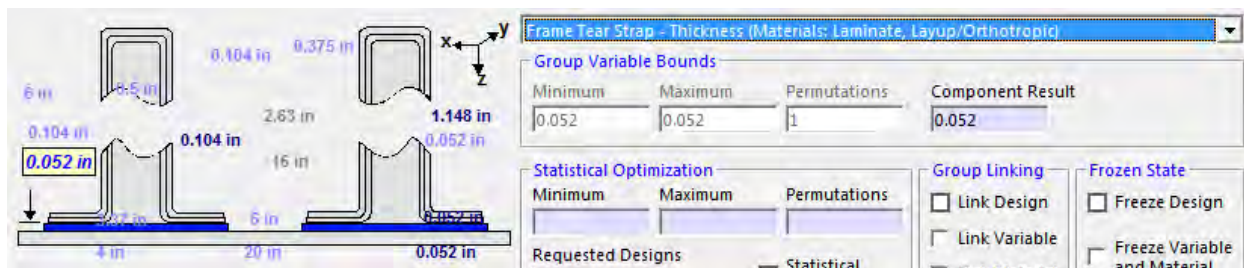 0.104 in
0.375 in
x
y
z
6 in
0.5 in
2.63 in
1.148 in
0.104 in
0.104 in
0.052 in
0.052 in
16 in
3.37 in
6 in
0.052 in
4 in
20 in
0.052 in
Frame Tear Strap - Thickness (Materials: Laminate, Layup/Orthotropic)
Group Variable Bounds
Minimum
Maximum
Permutations
Component Result
0.052
0.052
1
0.052
Statistical Optimization
Minimum
Maximum
Permutations
Requested Designs
Statistical
Group Linking
Link Design
Link Variable
Frozen State
Freeze Design
Freeze Variable
and Material